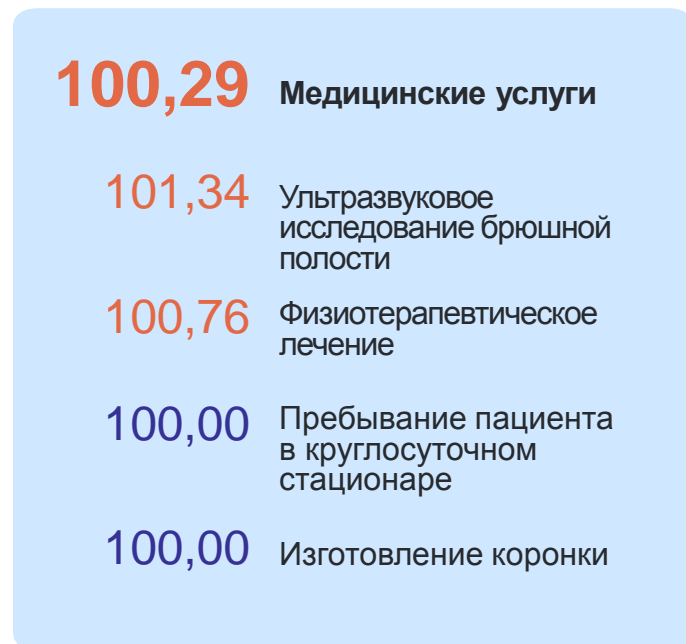 100,29 Медицинские услуги
101,34 Ультразвуковое
исследование брюшной
полости
100,76 Физиотерапевтическое
лечение
100,00 Пребывание пациента
в круглосуточном
стационаре
100,00 Изготовление коронки